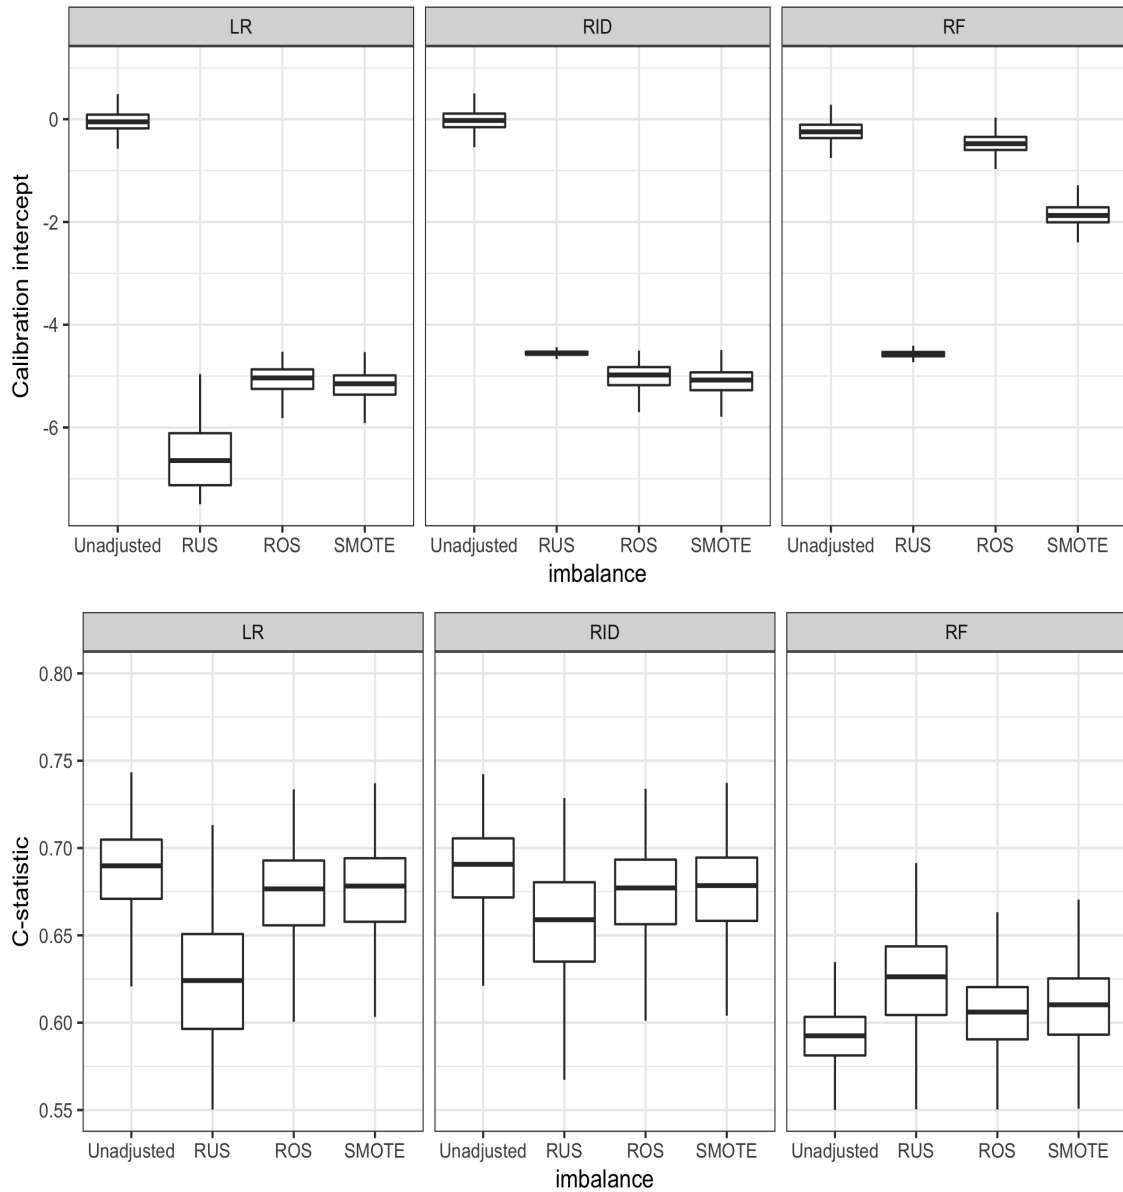 LR RID RF
Calibration intercept
0
-2
-4
-6
Unadjusted RUS ROS SMOTE Unadjusted RUS ROS SMOTE Unadjusted RUS ROS SMOTE
imbalance
LR RID RF
C-statistic
0.80
0.75
0.70
0.65
0.60
0.55
Unadjusted RUS ROS SMOTE Unadjusted RUS ROS SMOTE Unadjusted RUS ROS SMOTE
imbalance